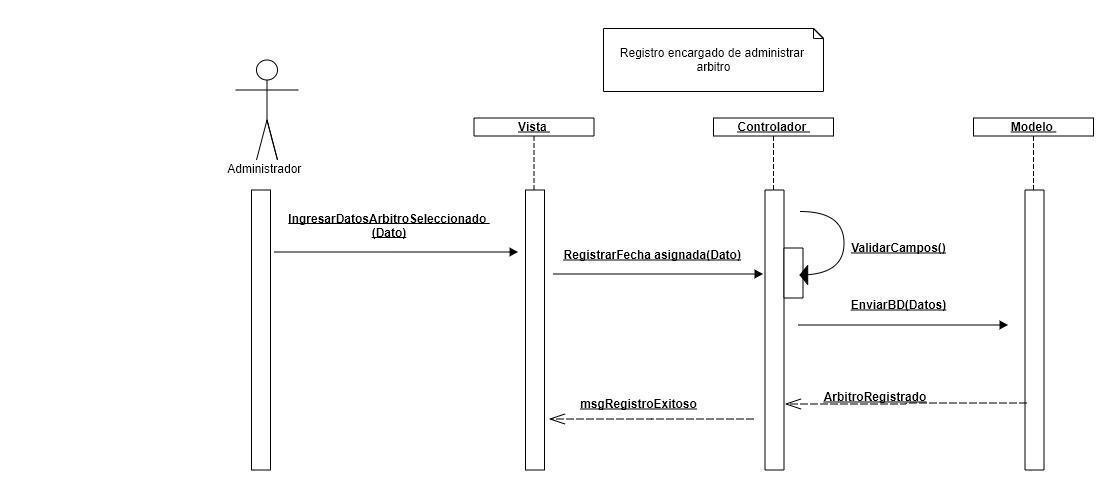 Registro encargado de administrar
arbitro
Vista
Controlador
Modelo
Administrador
IngresarDatosArbitroSeleccionado
(Dato)
RegistrarFecha asignada(Dato)
ValidarCampos()
EnviarBD(Datos)
ArbitroRegistrado
msgRegistroExitoso